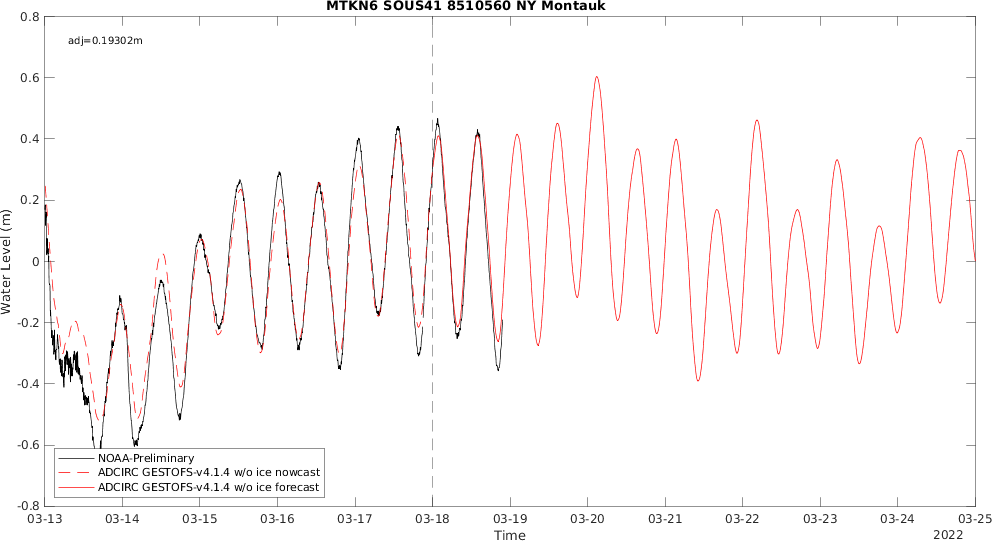 MTKN6 SOUS41 8510560 NY Montauk
adj=0.19302m
0.8
0.6
0.4
0.2
0
-0.2
-0.4
-0.6
-0.8
Water Level (m)
NOAA-Preliminary
ADCIRC GESTOFS-v4.1.4 w/o ice nowcast
ADCIRC GESTOFS-v4.1.4 w/o ice forecast
03-13 03-14 03-15 03-16 03-17 03-18 03-19 03-20 03-21 03-22 03-23 03-24 03-25
Time
2022